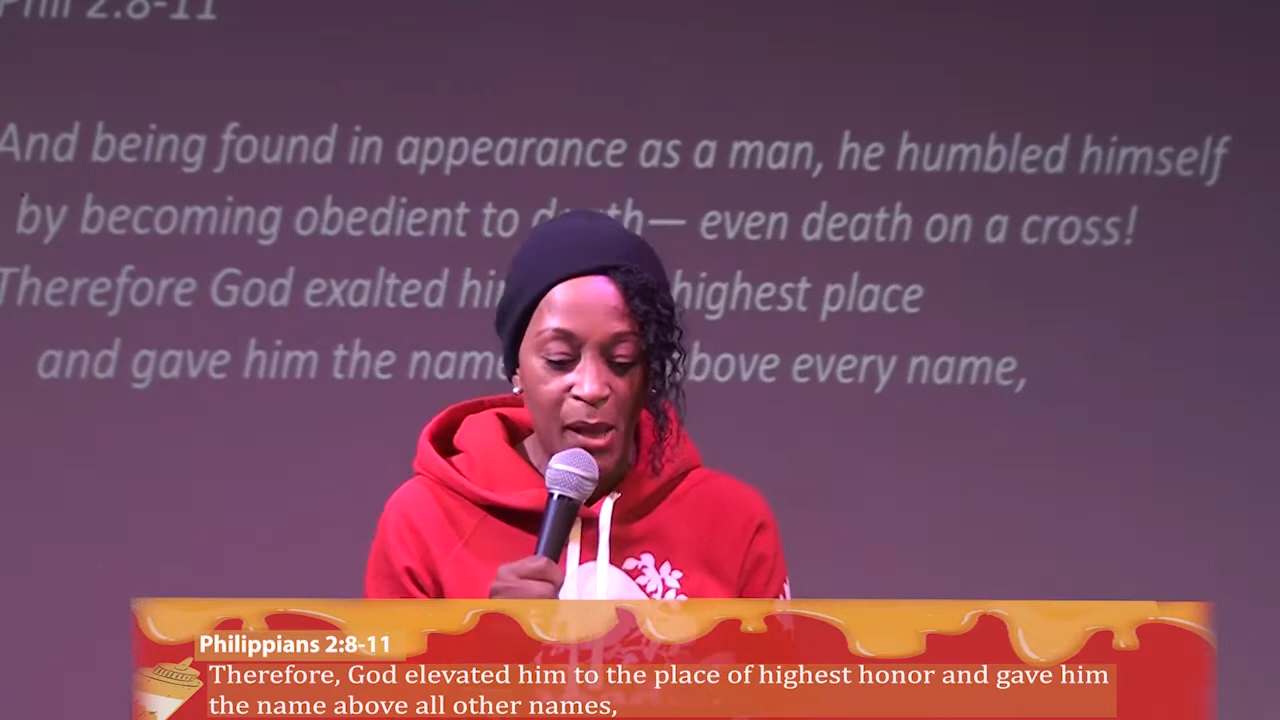 Phil 2:8-11
And being found in appearance as a man, he humbled himself
by becoming obedient to death— even death on a cross!
Therefore God exalted highest place
and gave him the name above every name,
Philippians 2:8-11
Therefore, God elevated him to the place of highest honor and gave him
the name above all other names,